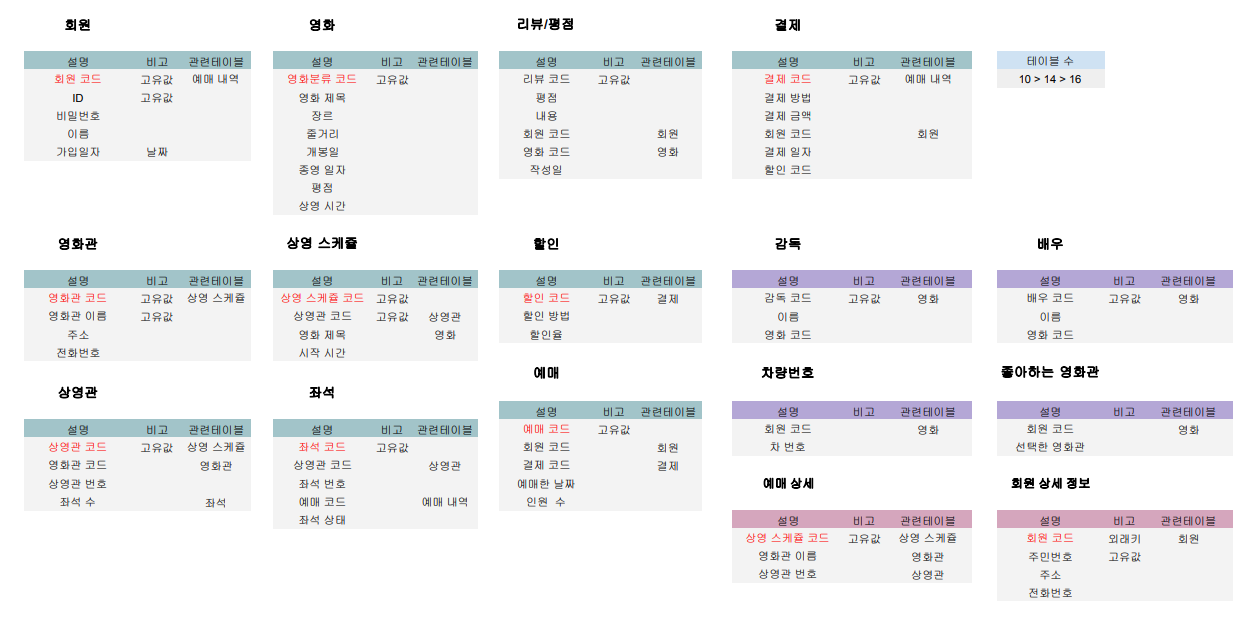 회원
설명 비고 관련테이블
회원 코드 고유값 예매 내역
ID 고유값
비밀번호
이름
가입일자 날짜
영화
설명 비고 관련테이블
영화분류 코드 고유값
영화 제목
장르
줄거리
개봉일
종영 일자
평점
상영 시간
리뷰/평점
설명 비고 관련테이블
리뷰 코드 고유값
평점
내용
회원 코드 회원
영화 코드 영화
작성일
결제
설명 비고 관련테이블
결제 코드 고유값 예매 내역
결제 방법
결제 금액
회원 코드 회원
결제 일자
할인 코드
테이블 수
10 > 14 > 16
영화관
설명 비고 관련테이블
영화관 코드 고유값 상영 스케쥴
영화관 이름 고유값
주소
전화번호
상영 스케쥴
설명 비고 관련테이블
상영 스케쥴 코드 고유값
상영관 코드 고유값 상영관
영화 제목 영화
시작 시간
할인
설명 비고 관련테이블
할인 코드 고유값 결제
할인 방법
할인율
감독
설명 비고 관련테이블
감독 코드 고유값 영화
이름
영화 코드
배우
설명 비고 관련테이블
배우 코드 고유값 영화
이름
영화 코드
상영관
설명 비고 관련테이블
상영관 코드 고유값 상영 스케쥴
영화관 코드 영화관
상영관 번호
좌석 수 좌석
좌석
설명 비고 관련테이블
좌석 코드 고유값
상영관 코드 상영관
좌석 번호
예매 코드 예매 내역
좌석 상태
예매
설명 비고 관련테이블
예매 코드 고유값
회원 코드 회원
결제 코드 결제
예매한 날짜
인원 수
차량번호
설명 비고 관련테이블
회원 코드 영화
차 번호
좋아하는 영화관
설명 비고 관련테이블
회원 코드 영화
선택한 영화관
예매 상세
설명 비고 관련테이블
상영 스케쥴 코드 고유값 상영 스케쥴
영화관 이름 영화관
상영관 번호 상영관
회원 상세 정보
설명 비고 관련테이블
회원 코드 외래키 회원
주민번호 고유값
주소
전화번호